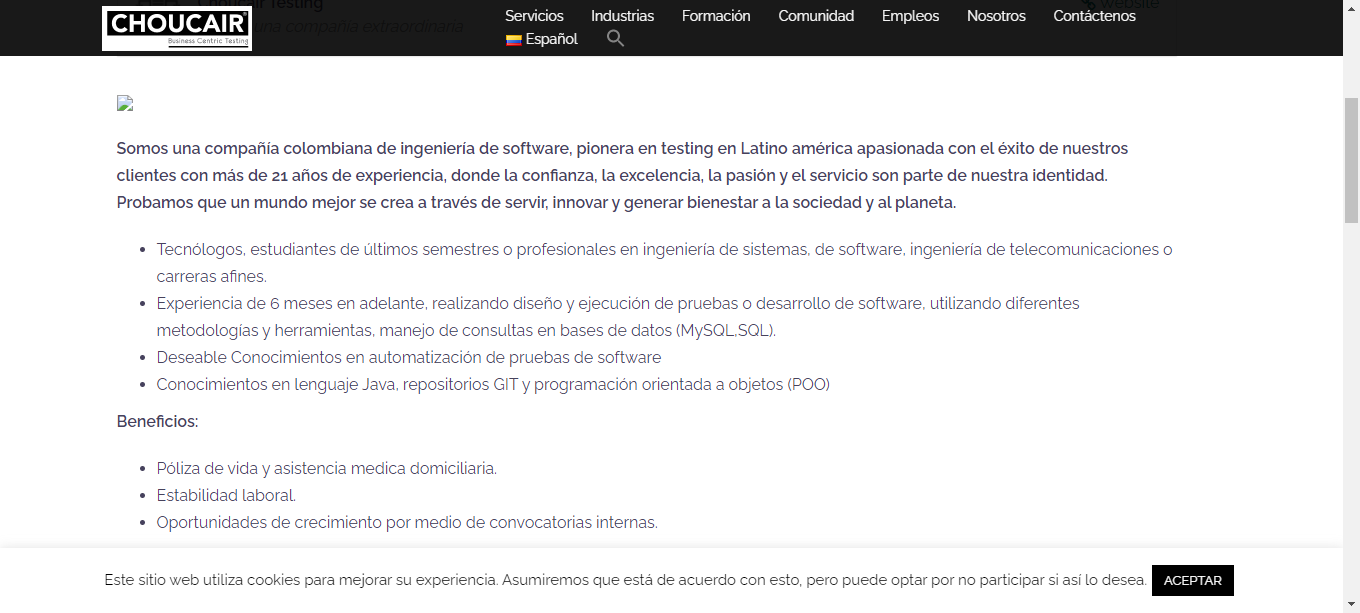 Choucair Testing
Website
una compañía extraordinaria
CHOUCAIR
Business Centric Testing
Servicios Industrias Formación Comunidad Empleos Nosotros Contáctenos
Español
Somos una compañía colombiana de ingeniería de software, pionera en testing en Latino américa apasionada con el éxito de nuestros
clientes con más de 21 años de experiencia, donde la confianza, la excelencia, la pasión y el servicio son parte de nuestra identidad.
Probamos que un mundo mejor se crea a través de servir, innovar y generar bienestar a la sociedad y al planeta.
• Tecnólogos, estudiantes de últimos semestres o profesionales en ingeniería de sistemas, de software, ingeniería de telecomunicaciones o
carreras afines.
• Experiencia de 6 meses en adelante, realizando diseño y ejecución de pruebas o desarrollo de software, utilizando diferentes
metodologías y herramientas, manejo de consultas en bases de datos (MySQL,SQL).
• Deseable Conocimientos en automatización de pruebas de software
• Conocimientos en lenguaje Java, repositorios GIT y programación orientada a objetos (POO)
Beneficios:
• Póliza de vida y asistencia medica domiciliaria.
• Estabilidad laboral.
• Oportunidades de crecimiento por medio de convocatorias internas.
Este sitio web utiliza cookies para mejorar su experiencia. Asumiremos que está de acuerdo con esto, pero puede optar por no participar si así lo desea. ACEPTAR